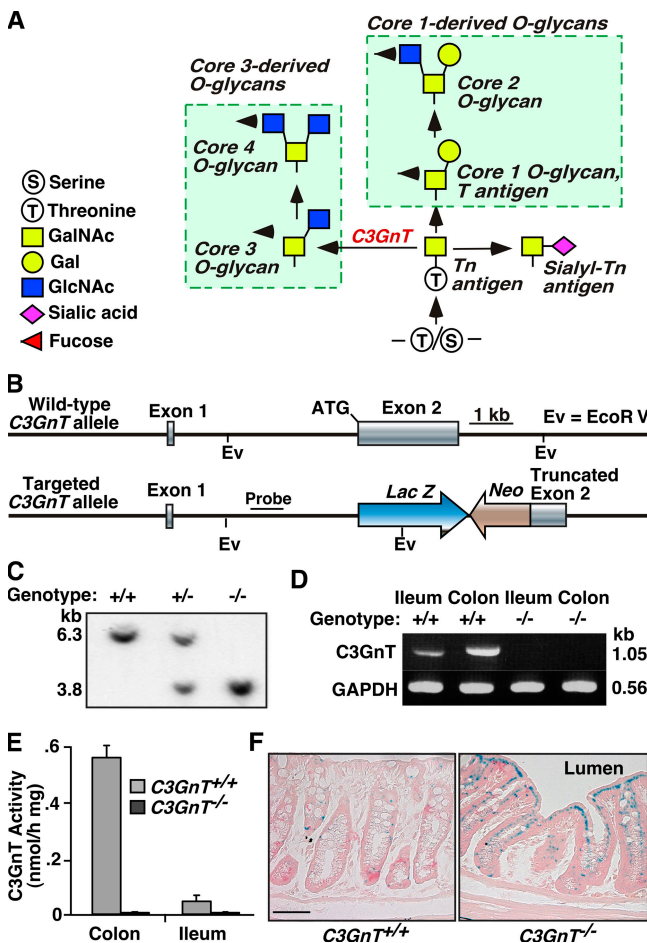 A
Core 1-derived O-glycans
Core 3-derived
O-glycans
Core 2
O-glycan
Core 4
O-glycan
Core 1 O-glycan,
T antigen
S Serine
T Threonine
GalNAc
Gal
GlcNAc
Sialic acid
Fucose
Core 3
O-glycan
C3GnT
T
Tn
antigen
Sialyl-Tn
antigen
– T/S –
B
Wild-type
C3GnT allele
Exon 1
ATG
Exon 2
1 kb
Ev = EcoR V
Ev
Ev
Targeted
C3GnT allele
Exon 1
Probe
Lac Z
Neo
Truncated
Exon 2
Ev
Ev
C
Genotype: +/+ +/- -/-
kb
6.3
3.8
D
Ileum Colon Ileum Colon
Genotype: +/+ +/+ -/- -/-
kb
C3GnT 1.05
GAPDH 0.56
E
C3GnT Activity
(nmol/h mg)
.6
.4
.2
0
C3GnT+/+
C3GnT-/-
Colon Ileum
F
Lumen
C3GnT+/+ C3GnT-/-